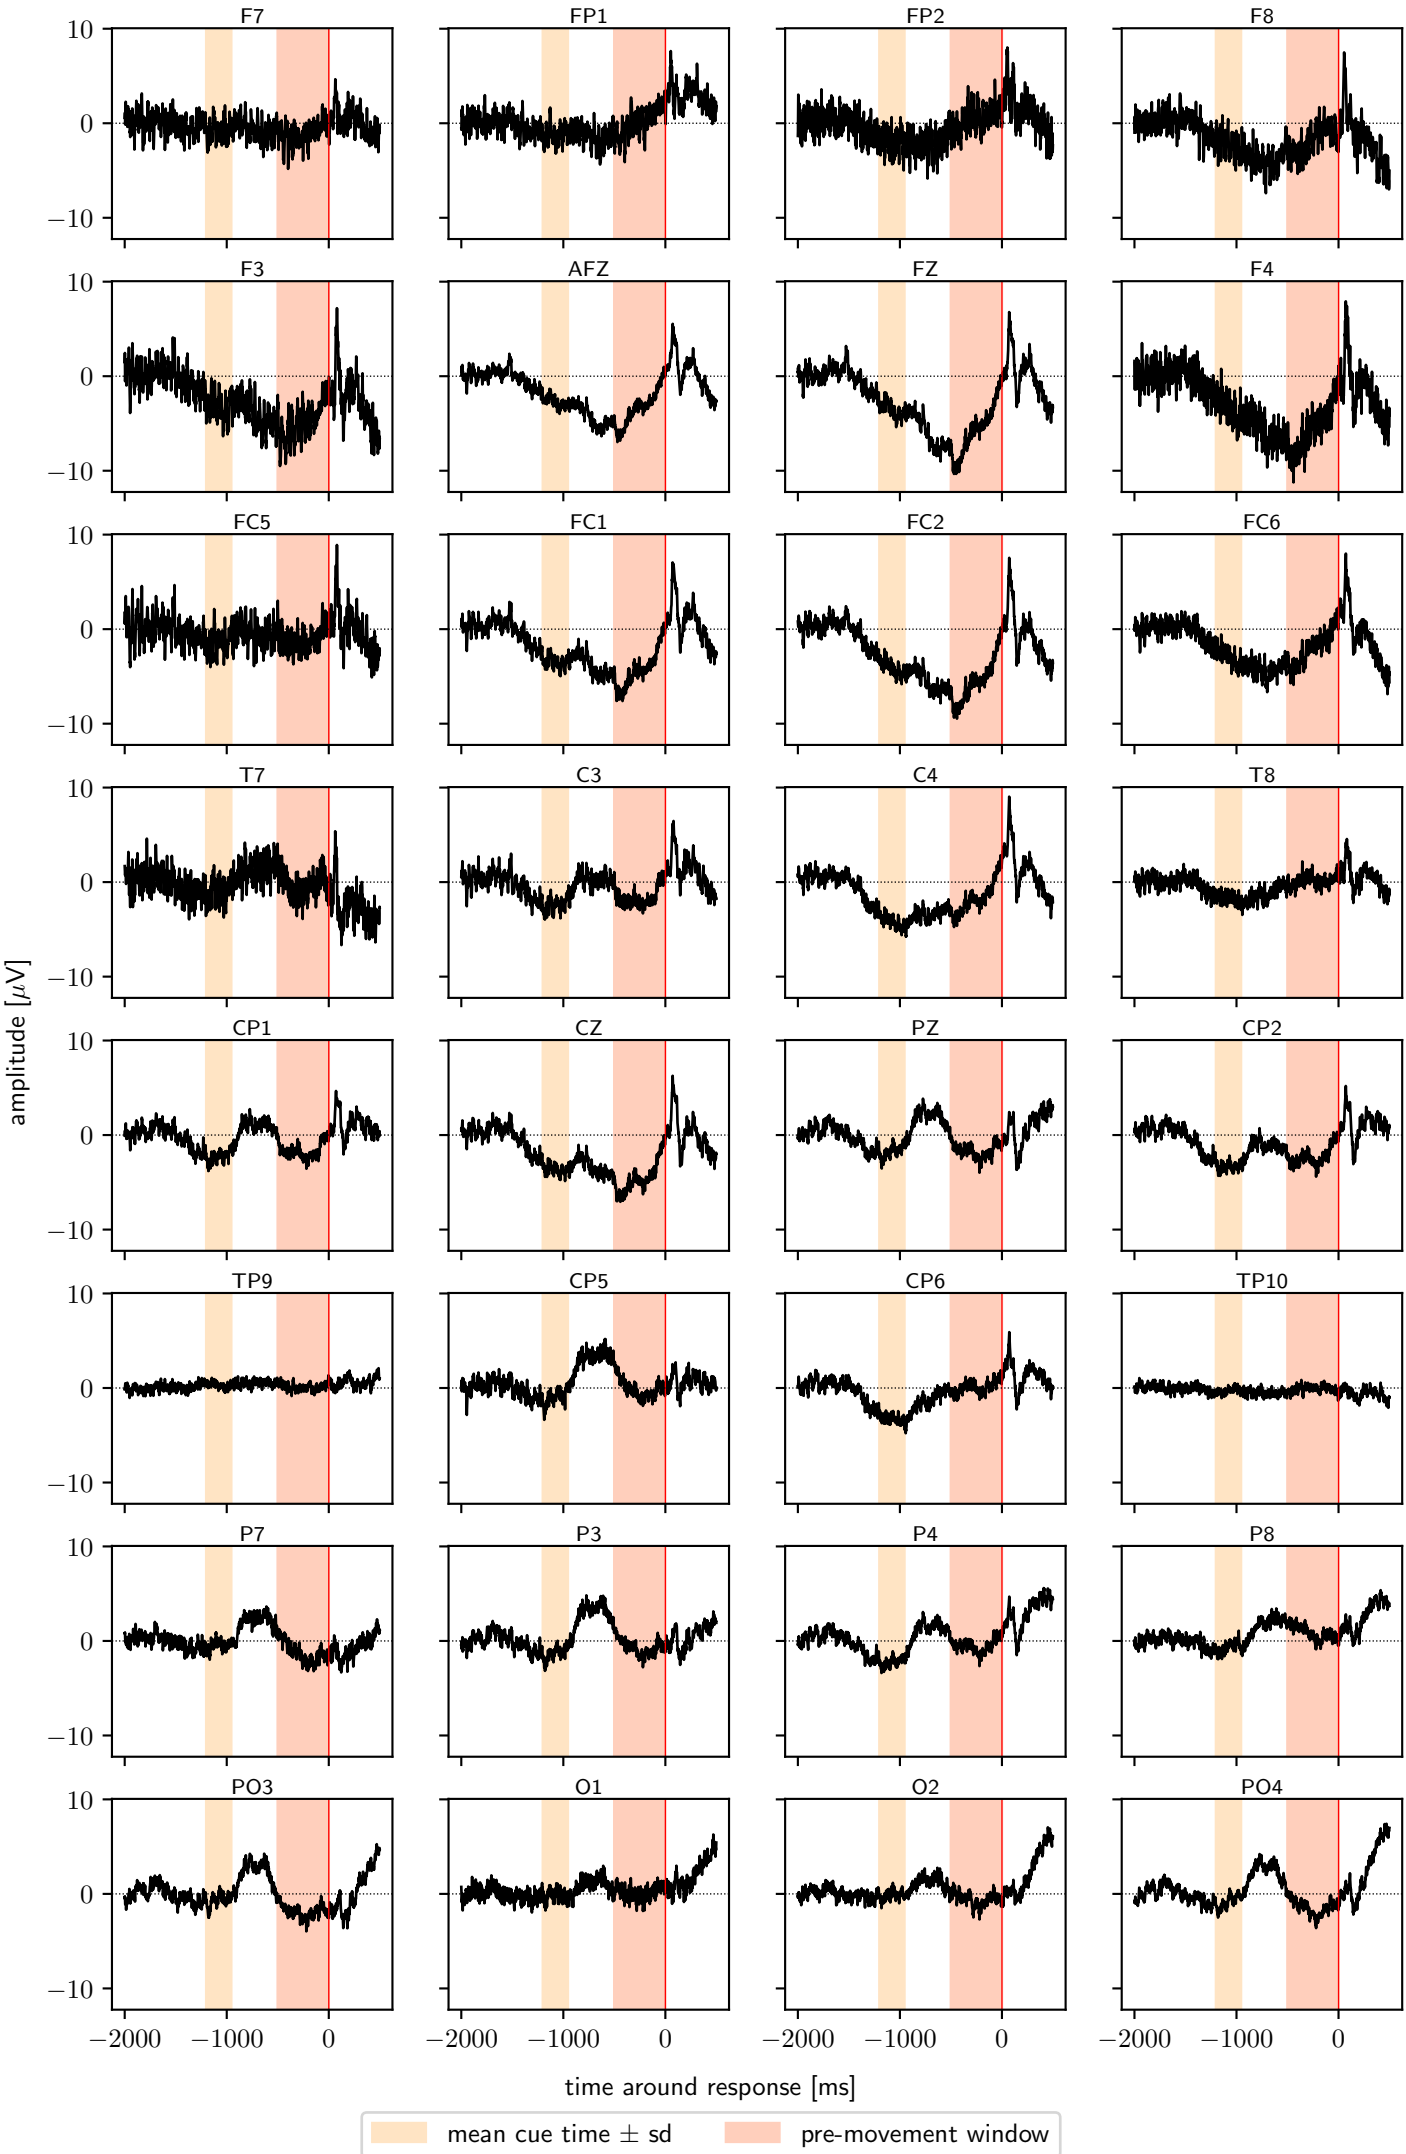 F7 FP1 FP2 F8
10
0
−10
F3 AFZ FZ F4
10
0
−10
FC5 FC1 FC2 FC6
10
0
−10
T7 C3 C4 T8
10
0
−10
CP1 CZ PZ CP2
10
0
−10
TP9 CP5 CP6 TP10
10
0
−10
P7 P3 P4 P8
10
0
−10
PO3 O1 O2 PO4
10
0
−10
−2000 −1000 0 −2000 −1000 0 −2000 −1000 0 −2000 −1000 0
amplitude [μV]
time around response [ms]
mean cue time ± sd pre-movement window